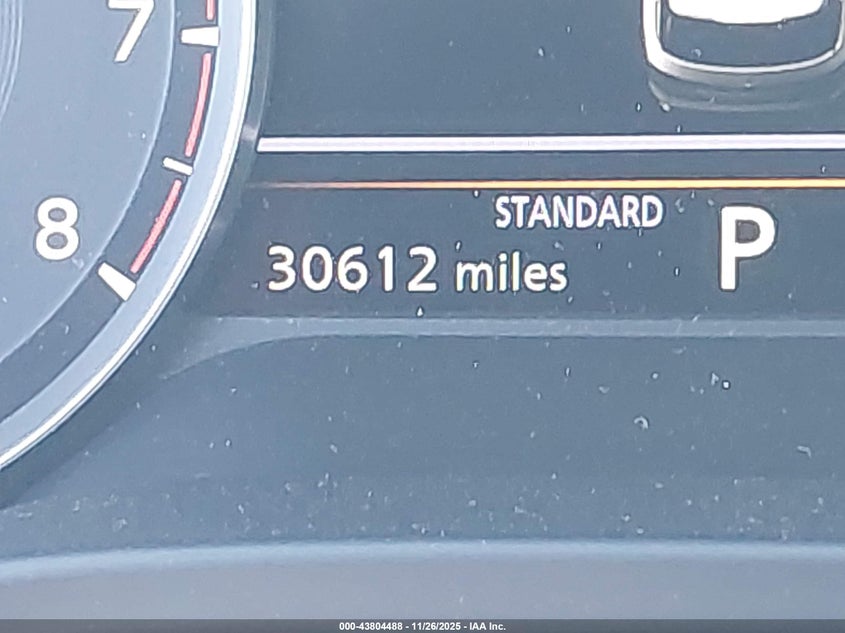 7
8
STANDARD
P
30612 miles
000-43804488 - 11/26/2025 - IAA Inc.